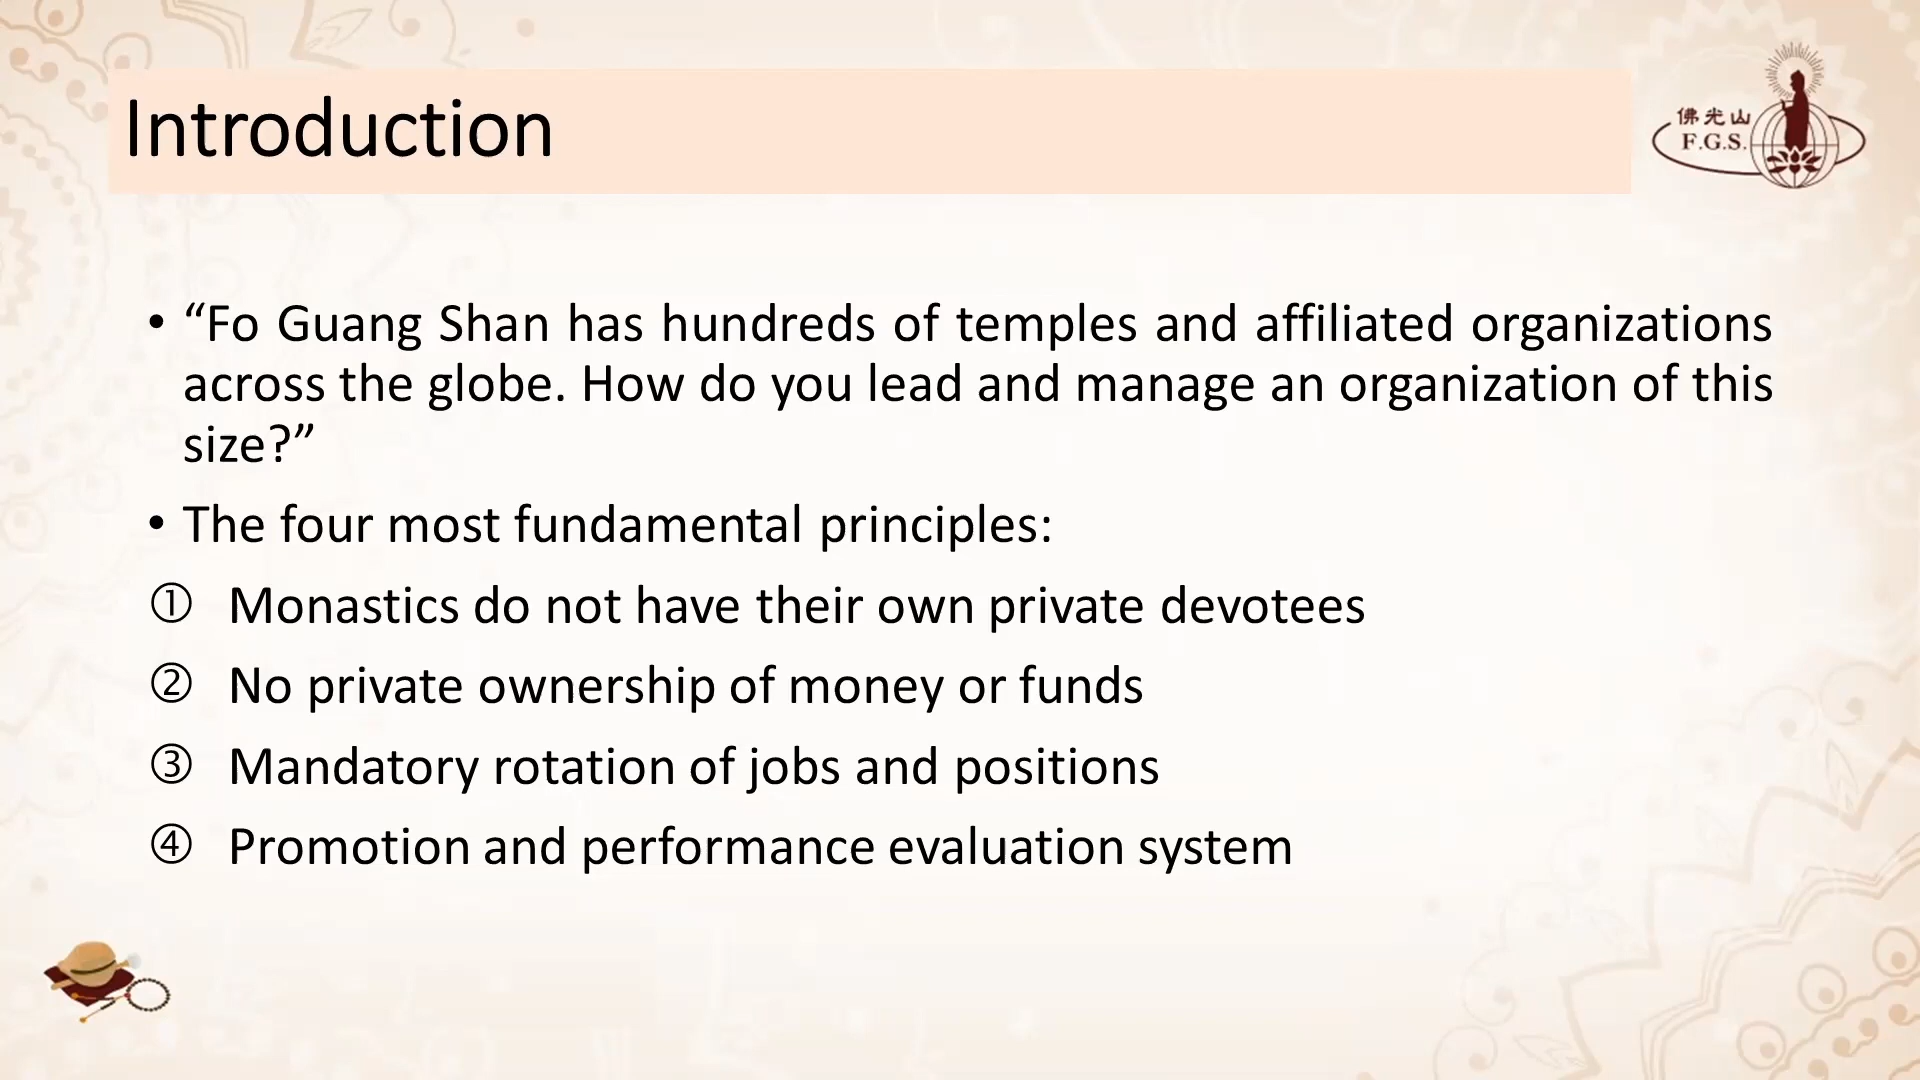 Introduction
佛光山
F.G.S.
• “Fo Guang Shan has hundreds of temples and affiliated organizations
across the globe. How do you lead and manage an organization of this
size?”
• The four most fundamental principles:
① Monastics do not have their own private devotees
② No private ownership of money or funds
③ Mandatory rotation of jobs and positions
④ Promotion and performance evaluation system